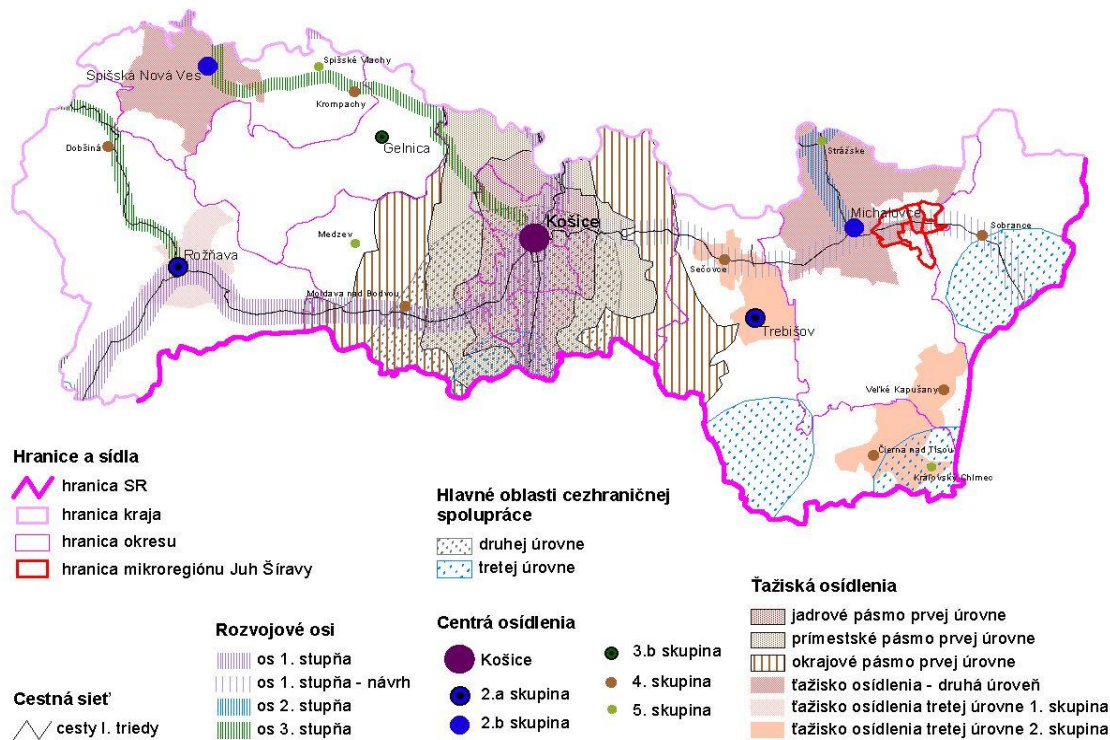 Spišské Vlachy
Spišská Nová Ves
Krompachy
Dobšiná
Gelnica
Strážske
Michalovce
Košice
Sobrance
Medzev
Rožňava
Sečovce
Moldava nad Bodvou
Trebišov
Veľké Kapušany
Čierna nad Tisou
Kráľovský Chlmec
Hranice a sídla
hranica SR
hranica kraja
hranica okresu
hranica mikroregiónu Juh Šíravy
Cestná sieť
cesty I. triedy
Rozvojové osi
os 1. stupňa
os 1. stupňa - návrh
os 2. stupňa
os 3. stupňa
Hlavné oblasti cezhraničnej
spolupráce
druhej úrovne
tretej úrovne
Centrá osídlenia
Košice
2.a skupina
2.b skupina
3.b skupina
4. skupina
5. skupina
Ťažiská osídlenia
jadrové pásmo prvej úrovne
prímestské pásmo prvej úrovne
okrajové pásmo prvej úrovne
ťažisko osídlenia - druhá úroveň
ťažisko osídlenia tretej úrovne 1. skupina
ťažisko osídlenia tretej úrovne 2. skupina